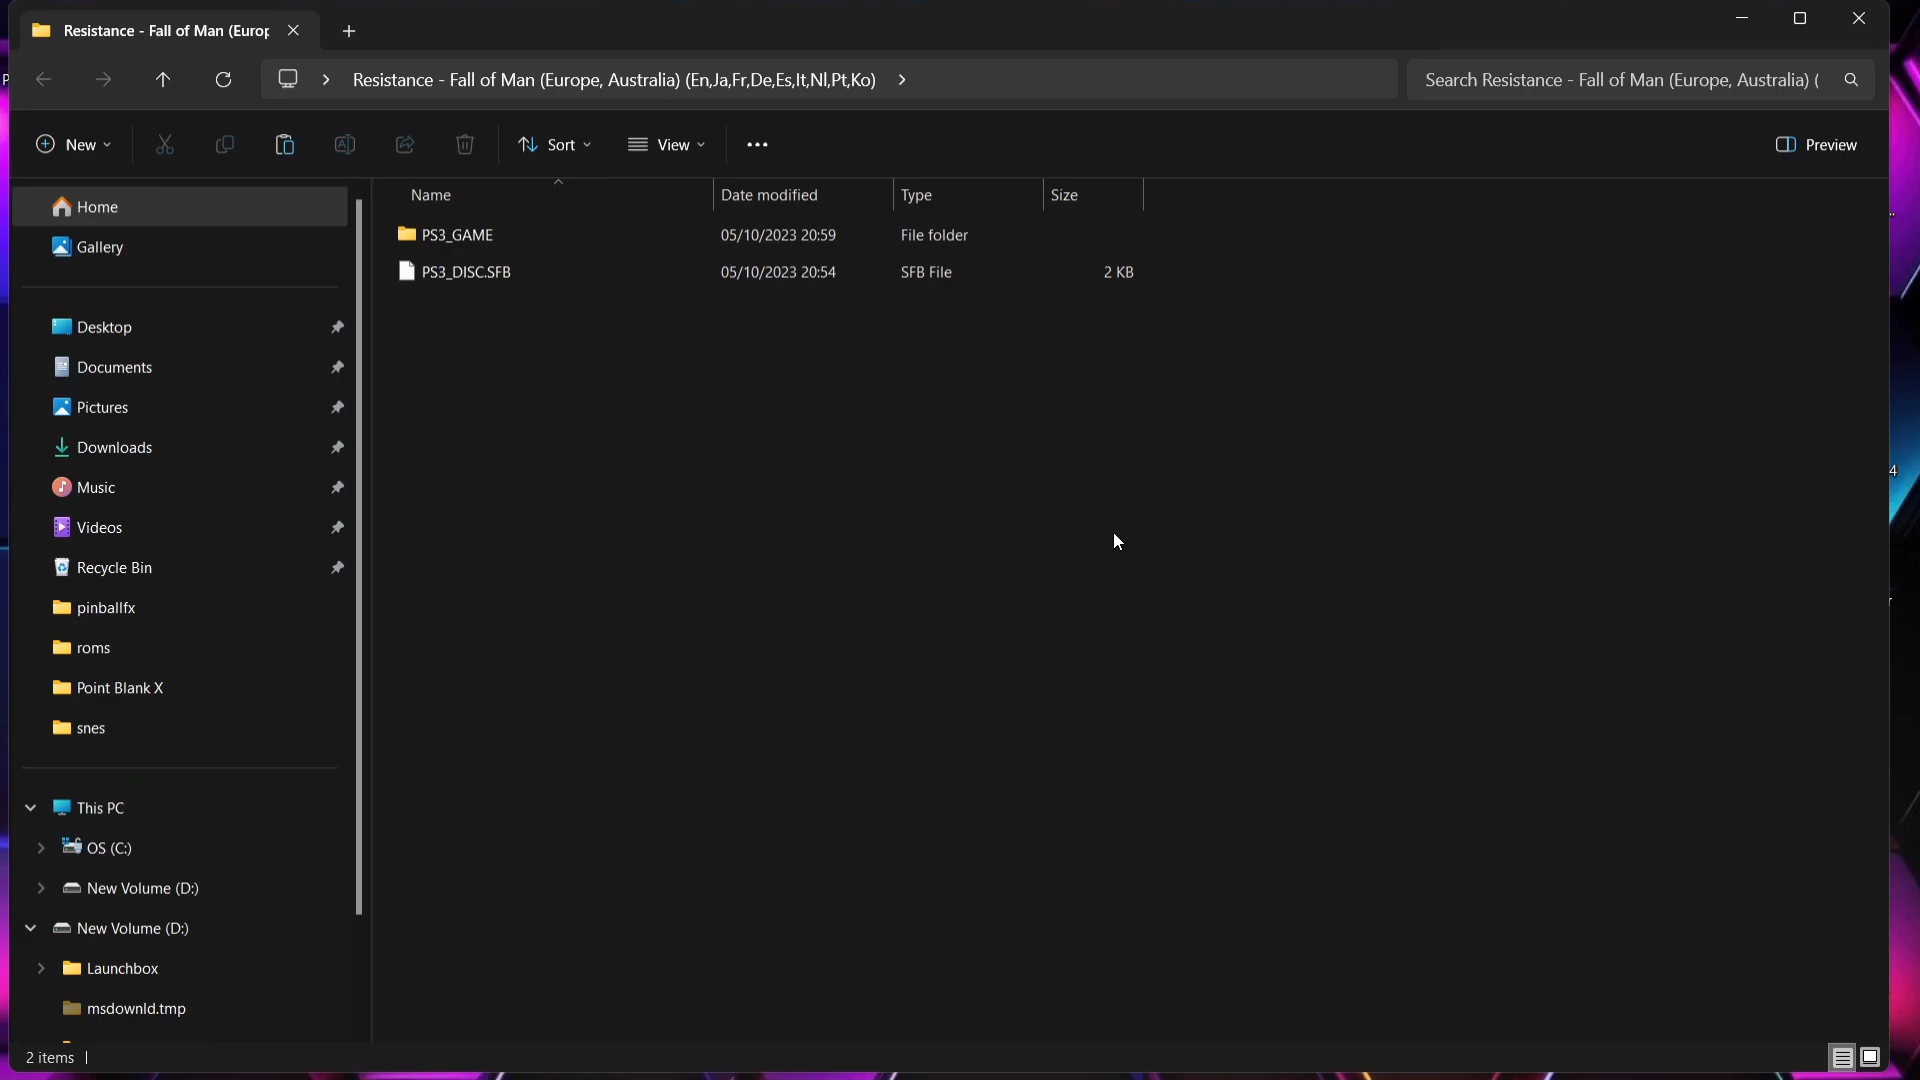 Resistance - Fall of Man (Europ
Resistance - Fall of Man (Europe, Australia) (En,Ja,Fr,De,Es,It,Nl,Pt,Ko)
Search Resistance - Fall of Man (Europe, Australia) (
New
Sort
View
Preview
Home
Gallery
Desktop
Documents
Pictures
Downloads
Music
Videos
Recycle Bin
pinballfx
roms
Point Blank X
snes
This PC
OS (C:)
New Volume (D:)
New Volume (D:)
Launchbox
msdownld.tmp
Name Date modified Type Size
PS3_GAME 05/10/2023 20:59 File folder
PS3_DISC.SFB 05/10/2023 20:54 SFB File 2 KB
2 items
P
4